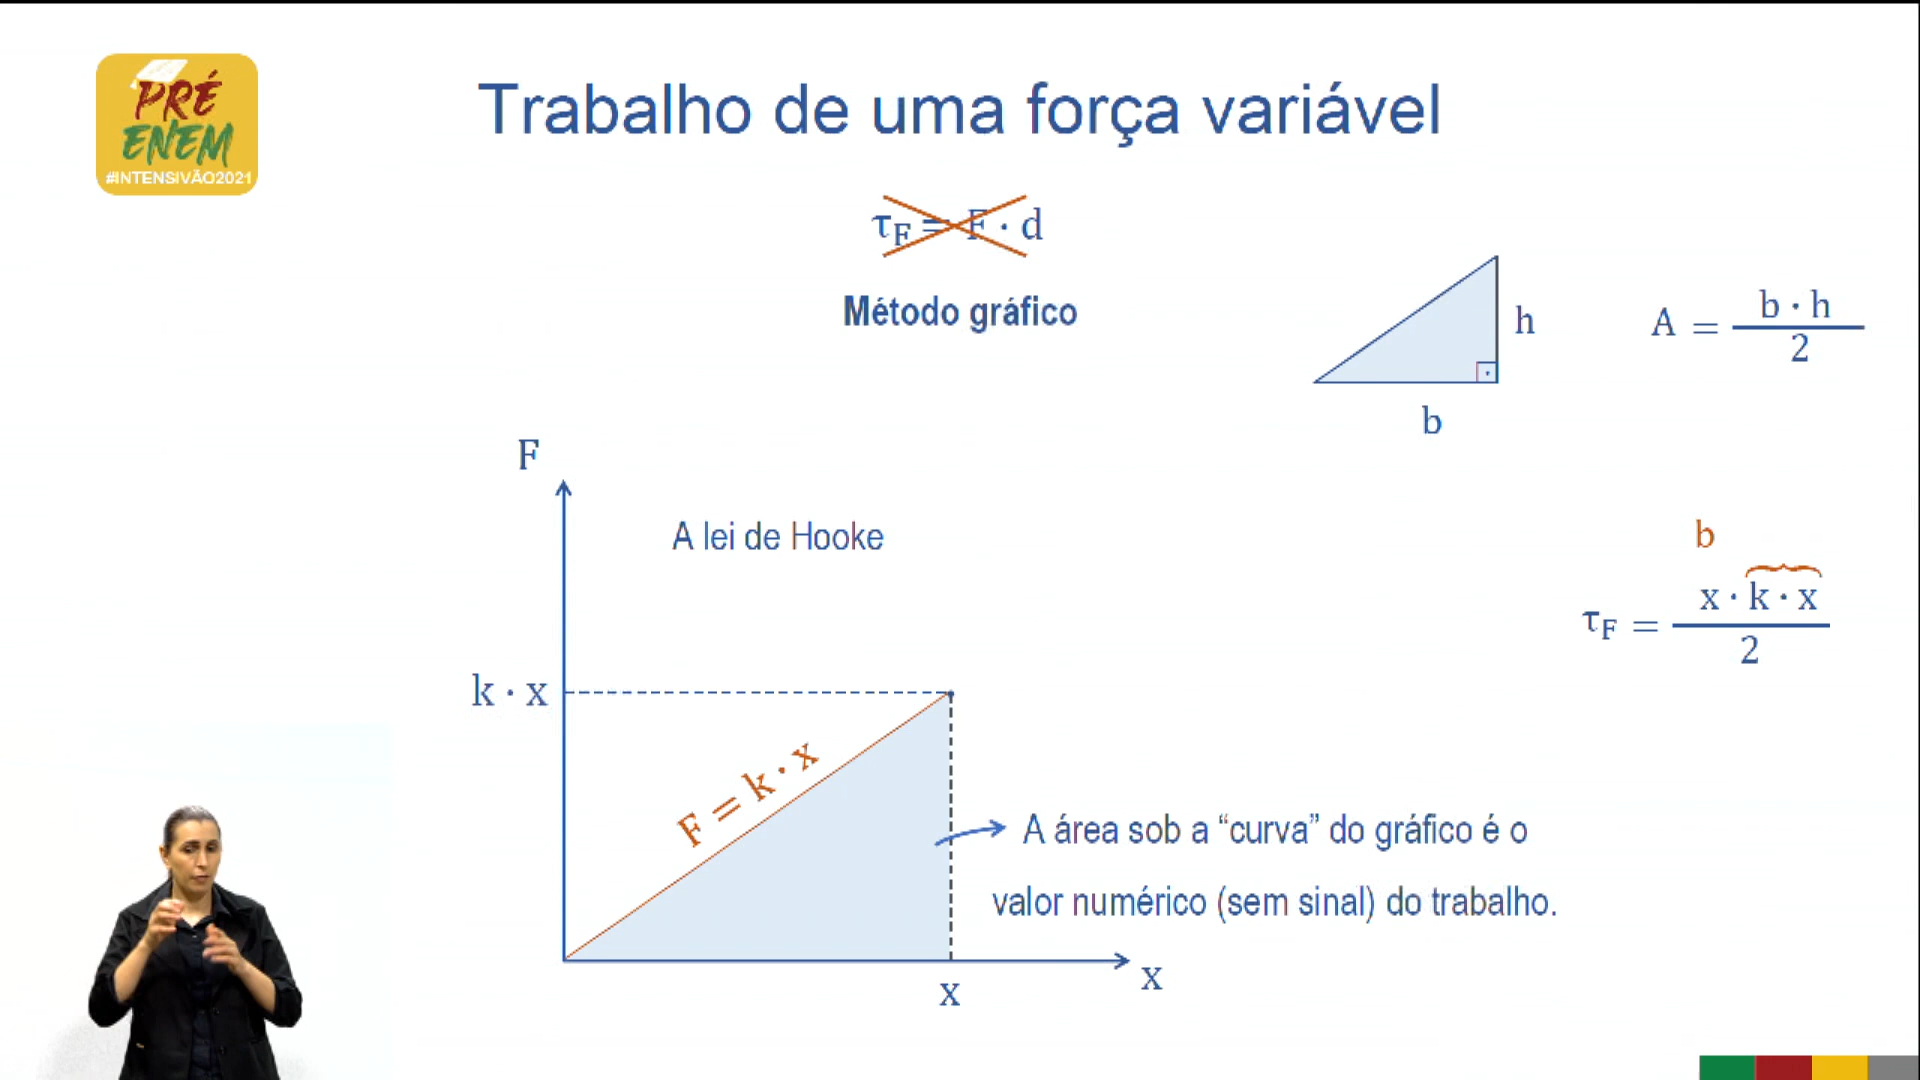 PRÉ
ENEM
#INTENSIVÃO2021
Trabalho de uma força variável
τ_F = F · d
Método gráfico
h
b
A = b · h / 2
F
A lei de Hooke
b
τ_F = x · k · x / 2
k · x
F = k · x
A área sob a “curva” do gráfico é o
valor numérico (sem sinal) do trabalho.
x
x